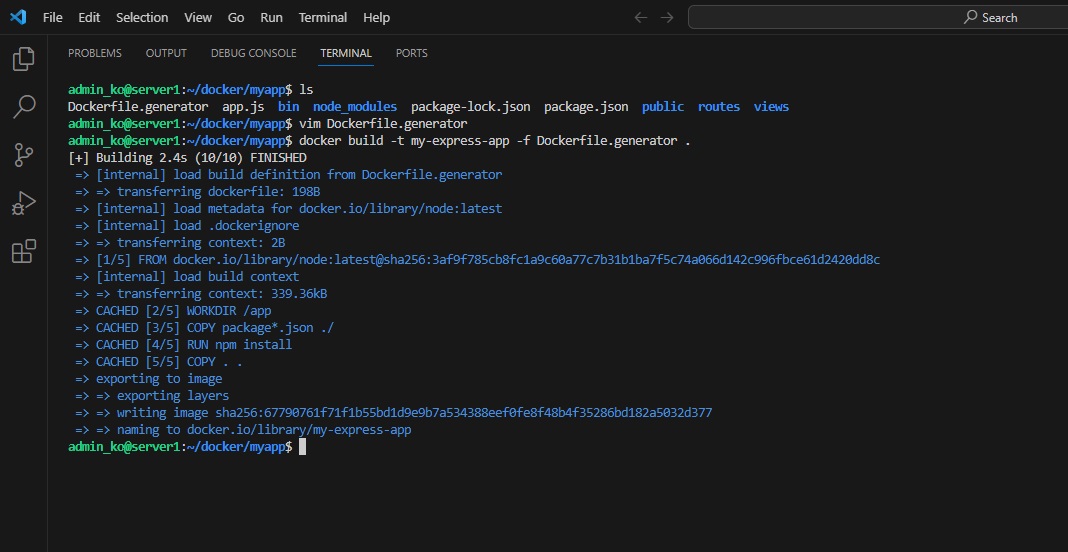 File Edit Selection View Go Run Terminal Help
Search
PROBLEMS OUTPUT DEBUG CONSOLE TERMINAL PORTS
admin_ko@server1:~/docker/myapp$ ls
Dockerfile.generator app.js bin node_modules package-lock.json package.json public routes views
admin_ko@server1:~/docker/myapp$ vim Dockerfile.generator
admin_ko@server1:~/docker/myapp$ docker build -t my-express-app -f Dockerfile.generator .
[+] Building 2.4s (10/10) FINISHED
=> [internal] load build definition from Dockerfile.generator
=> => transferring dockerfile: 198B
=> [internal] load metadata for docker.io/library/node:latest
=> [internal] load .dockerignore
=> => transferring context: 2B
=> [1/5] FROM docker.io/library/node:latest@sha256:3af9f785cb8fc1a9c60a77c7b31b1ba7f5c74a066d142c996fbce61d2420dd8c
=> [internal] load build context
=> => transferring context: 339.36kB
=> CACHED [2/5] WORKDIR /app
=> CACHED [3/5] COPY package*.json ./
=> CACHED [4/5] RUN npm install
=> CACHED [5/5] COPY . .
=> exporting to image
=> => exporting layers
=> => writing image sha256:67790761f71f1b55bd1d9e9b7a534388eef0fe8f48b4f35286bd182a5032d377
=> => naming to docker.io/library/my-express-app
admin_ko@server1:~/docker/myapp$